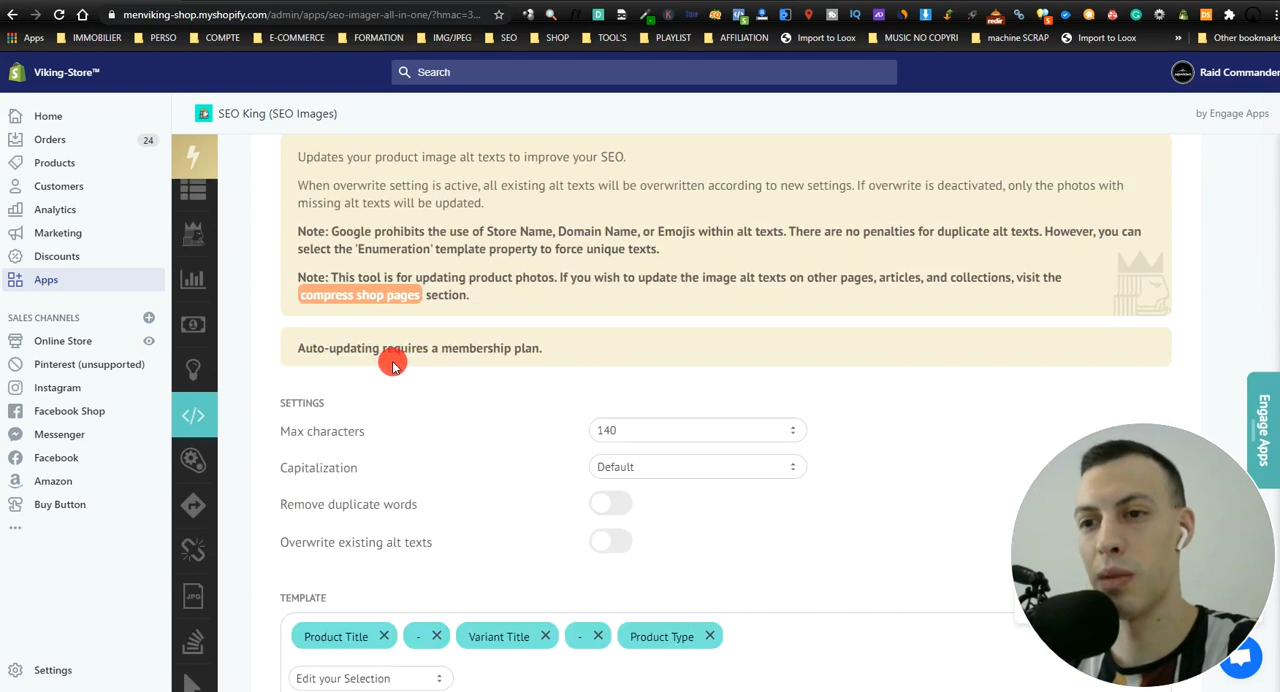 menviking-shop.myshopify.com/admin/apps/seo-imager-all-in-one/?hmac=3...
Apps
IMMOBILIER
PERSO
COMPTE
E-COMMERCE
FORMATION
IMG/JPEG
SEO
SHOP
TOOL'S
PLAYLIST
AFFILIATION
Import to Loox
MUSIC NO COPYRI
machine SCRAP
Import to Loox
»
Other bookmarks
Viking-Store™
Search
Raid Commander
Home
Orders
24
Products
Customers
Analytics
Marketing
Discounts
Apps
SALES CHANNELS
Online Store
Pinterest (unsupported)
Instagram
Facebook Shop
Messenger
Facebook
Amazon
Buy Button
Settings
SEO King (SEO Images)
by Engage Apps
Updates your product image alt texts to improve your SEO.
When overwrite setting is active, all existing alt texts will be overwritten according to new settings. If overwrite is deactivated, only the photos with
missing alt texts will be updated.
Note: Google prohibits the use of Store Name, Domain Name, or Emojis within alt texts. There are no penalties for duplicate alt texts. However, you can
select the 'Enumeration' template property to force unique texts.
Note: This tool is for updating product photos. If you wish to update the image alt texts on other pages, articles, and collections, visit the
compress shop pages section.
Auto-updating requires a membership plan.
SETTINGS
Max characters
140
Capitalization
Default
Remove duplicate words
Overwrite existing alt texts
TEMPLATE
Product Title ✕
- ✕
Variant Title ✕
- ✕
Product Type ✕
Edit your Selection
Engage Apps
JPG